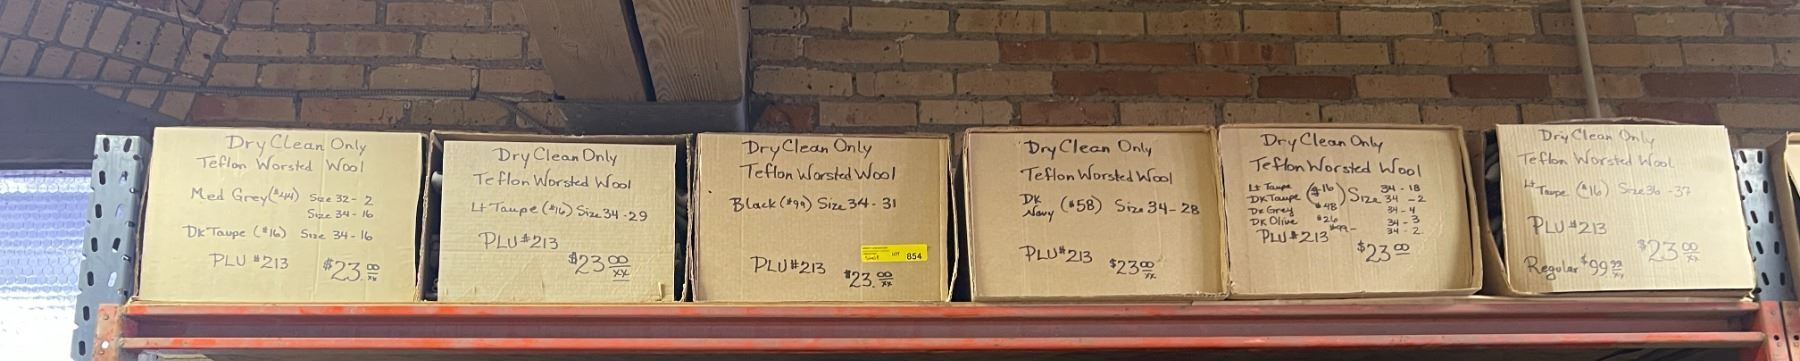 Dry Clean Only
Teflon Worsted Wool
Med Grey (#44) Size 32 - 2
Size 34 - 16
DK Taupe (#16) Size 34 - 16
PLU #213
$23.00/xx
Dry Clean Only
Teflon Worsted Wool
Lt Taupe (#16) Size 34 - 29
PLU #213
$23 00/xx
Dry Clean Only
Teflon Worsted Wool
Black (#99) Size 34 - 31
PLU #213
$23.00/xx
LOT 854
Dry Clean Only
Teflon Worsted Wool
DK Navy (#58) Size 34 - 28
PLU #213
$23 00/xx
Dry Clean Only
Teflon Worsted Wool
Lt Taupe (#16) Size 34 - 18
DK Taupe 34 - 2
DK Grey #48 34 - 4
DK Olive #26 34 - 3
#99 - 34 - 2
PLU #213
$23 00
Dry Clean Only
Teflon Worsted Wool
Lt Taupe (#16) Size 36 - 37
PLU #213
$23 00/xx
Regular $99 99/xx